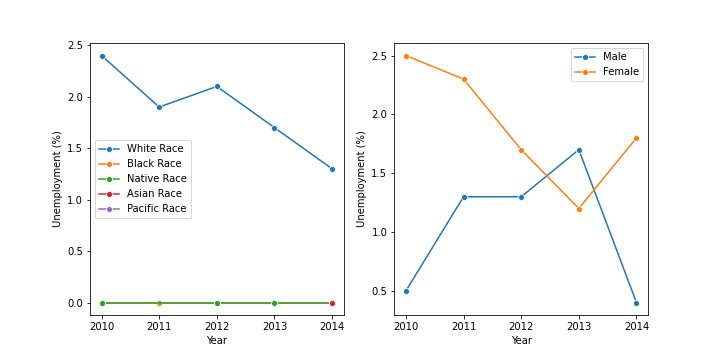 2.5
2.0
1.5
1.0
0.5
0.0
Unemployment (%)
White Race
Black Race
Native Race
Asian Race
Pacific Race
2010 2011 2012 2013 2014
Year
2.5
2.0
1.5
1.0
0.5
Unemployment (%)
Male
Female
2010 2011 2012 2013 2014
Year